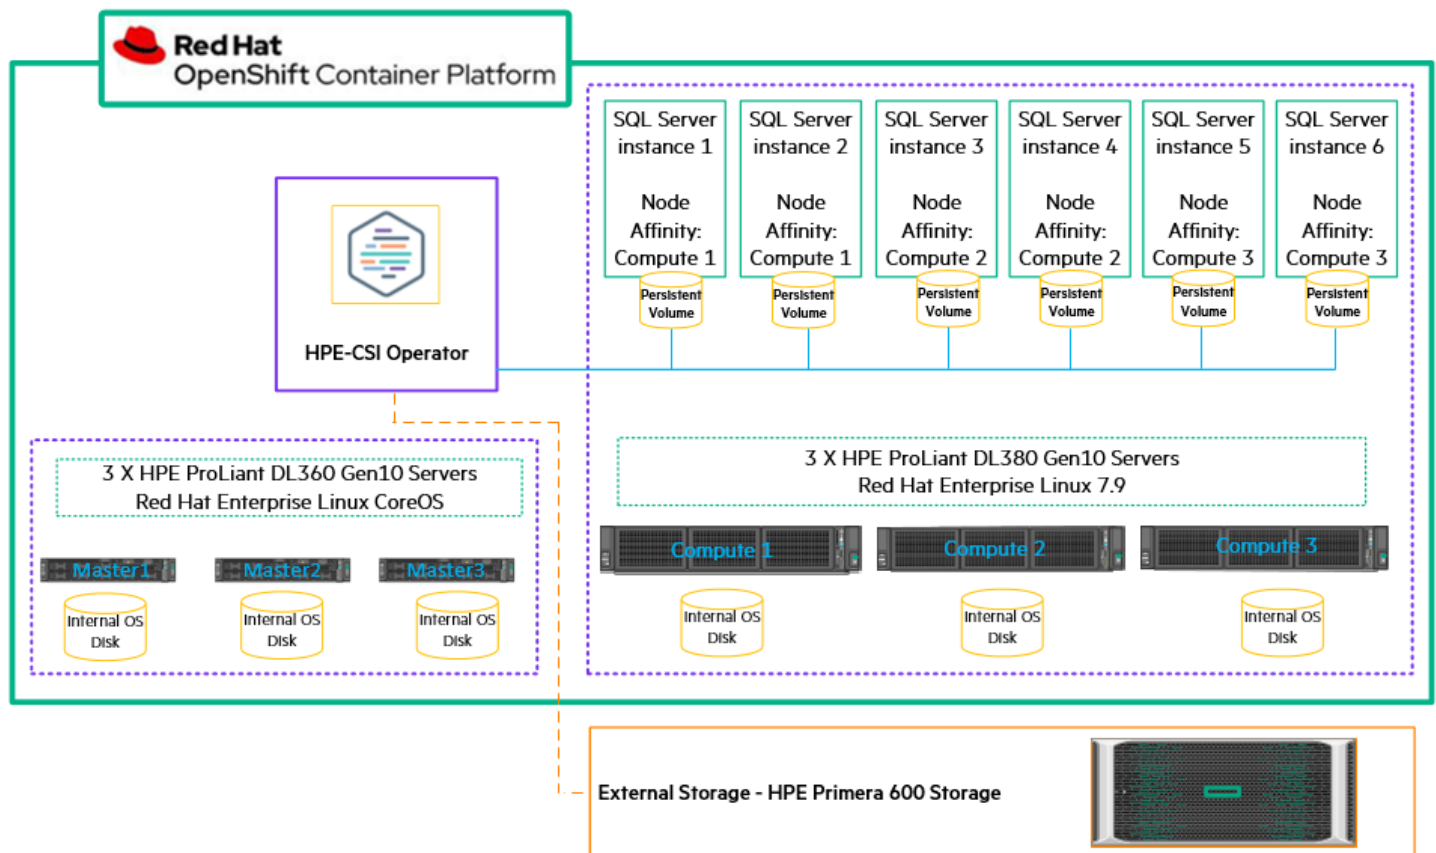 Red Hat
OpenShift Container Platform
SQL Server
instance 1
Node
Affinity:
Compute 1
Persistent
Volume
SQL Server
instance 2
Node
Affinity:
Compute 1
Persistent
Volume
SQL Server
instance 3
Node
Affinity:
Compute 2
Persistent
Volume
SQL Server
instance 4
Node
Affinity:
Compute 2
Persistent
Volume
SQL Server
instance 5
Node
Affinity:
Compute 3
Persistent
Volume
SQL Server
instance 6
Node
Affinity:
Compute 3
Persistent
Volume
HPE-CSI Operator
3 X HPE ProLiant DL360 Gen10 Servers
Red Hat Enterprise Linux CoreOS
Master1
Master2
Master3
Internal OS
Disk
Internal OS
Disk
Internal OS
Disk
3 X HPE ProLiant DL380 Gen10 Servers
Red Hat Enterprise Linux 7.9
Compute 1
Compute 2
Compute 3
Internal OS
Disk
Internal OS
Disk
Internal OS
Disk
External Storage - HPE Primera 600 Storage